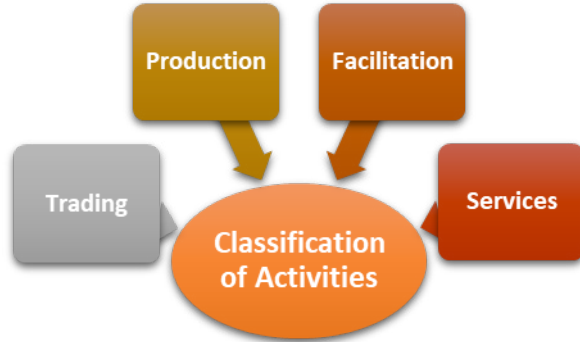 Production
Facilitation
Trading
Services
Classification
of Activities